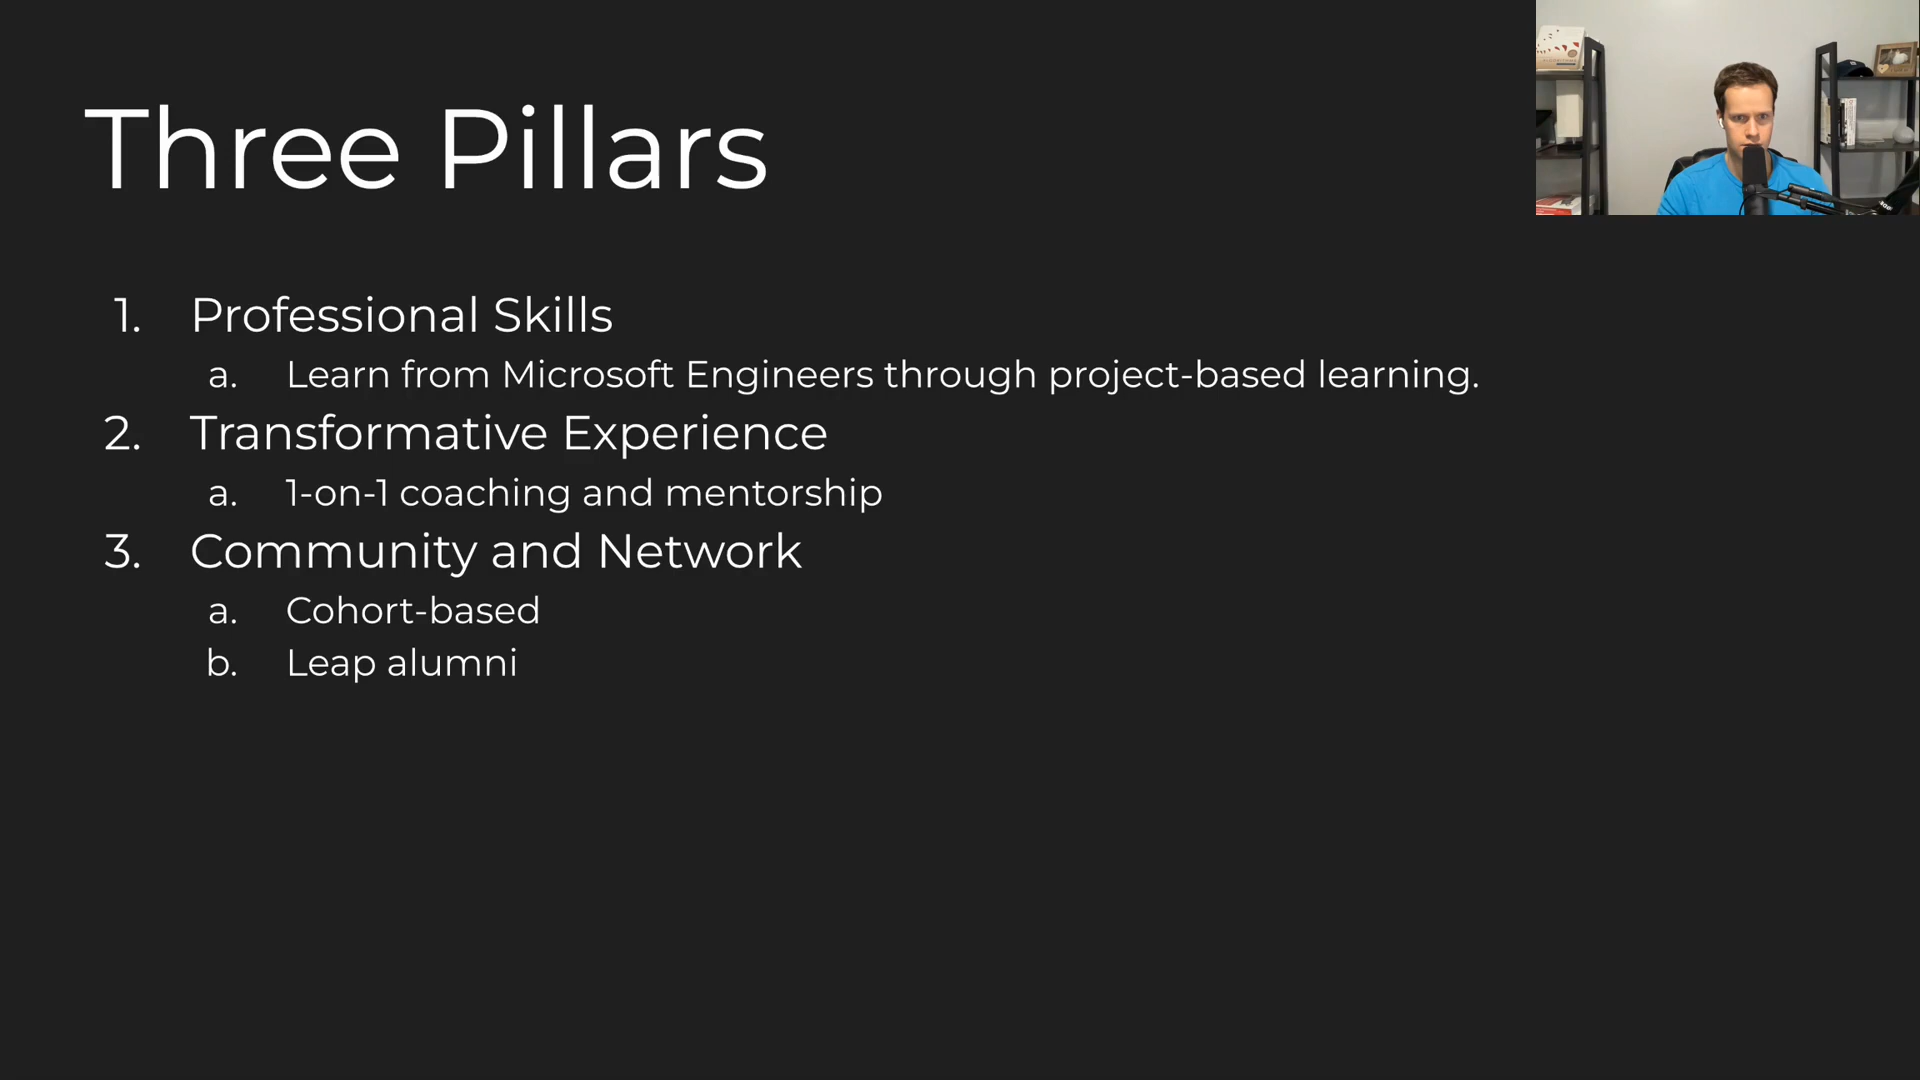 Three Pillars
1. Professional Skills
a. Learn from Microsoft Engineers through project-based learning.
2. Transformative Experience
a. 1-on-1 coaching and mentorship
3. Community and Network
a. Cohort-based
b. Leap alumni